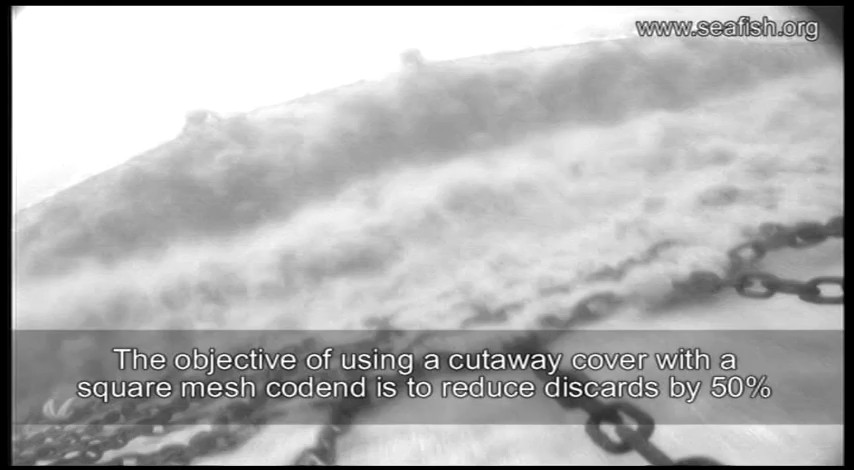 www.seafish.org
The objective of using a cutaway cover with a
square mesh codend is to reduce discards by 50%